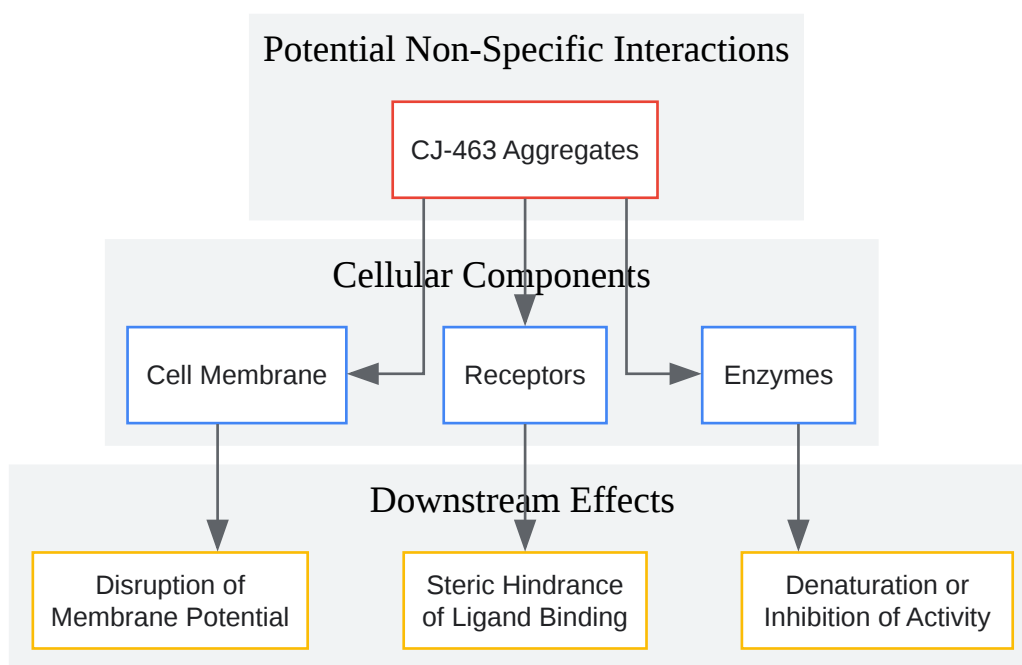 Potential Non-Specific Interactions
CJ-463 Aggregates
Cellular Components
Cell Membrane
Receptors
Enzymes
Downstream Effects
Disruption of
Membrane Potential
Steric Hindrance
of Ligand Binding
Denaturation or
Inhibition of Activity